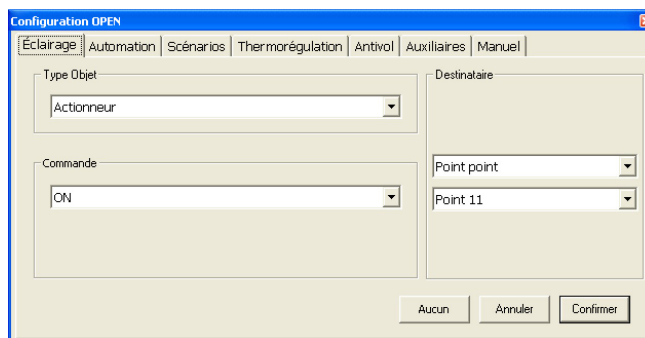 Configuration OPEN
Éclairage Automation Scénarios Thermorégulation Antivol Auxiliaires Manuel
Type Objet
Actionneur
Commande
ON
Destinataire
Point point
Point 11
Aucun Annuler Confirmer